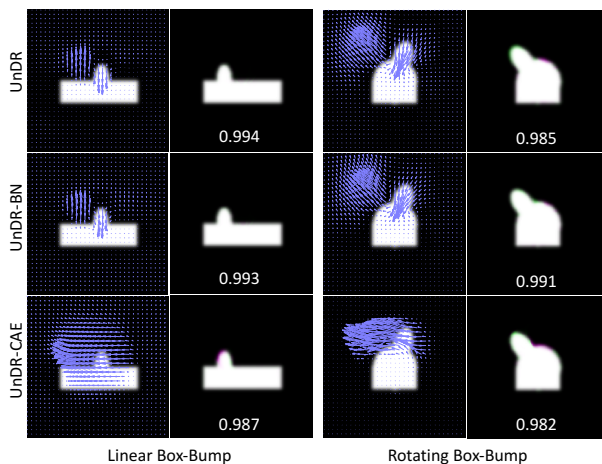 UnDR
0.994
0.985
UnDR-BN
0.993
0.991
UnDR-CAE
0.987
0.982
Linear Box-Bump
Rotating Box-Bump